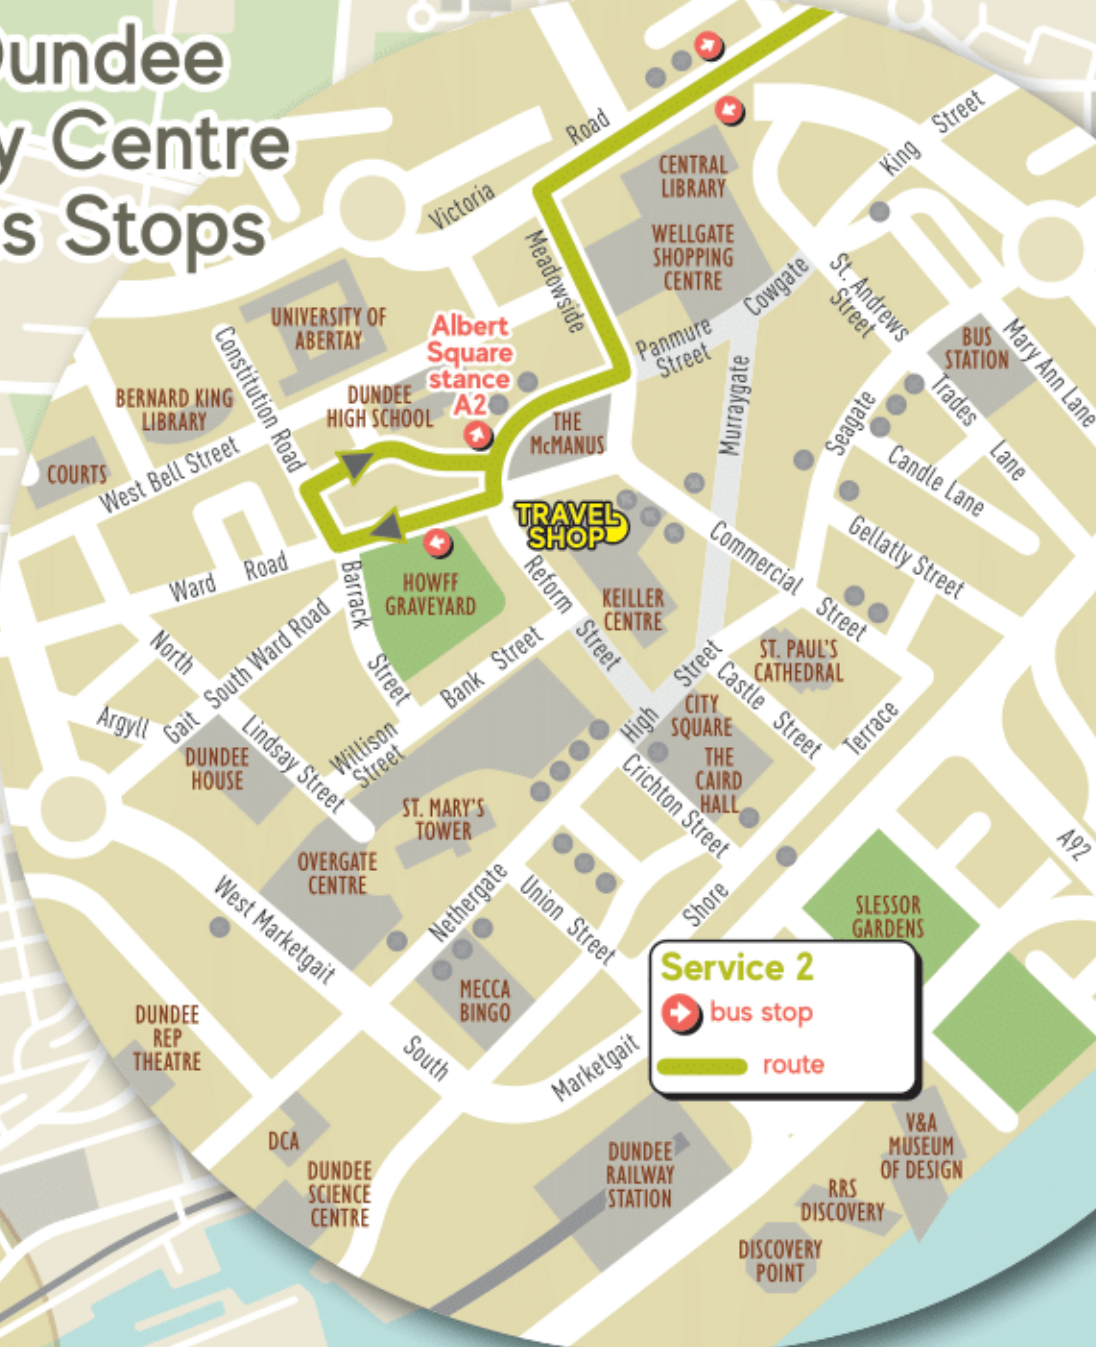 Dundee
y Centre
s Stops
Road
Victoria
Meadowside
CENTRAL
LIBRARY
WELLGATE
SHOPPING
CENTRE
King
Street
Cowgate
Panmure
Street
St. Andrews
Street
BUS
STATION
Mary Ann Lane
UNIVERSITY OF
ABERTAY
Albert
Square
stance
A2
Constitution Road
BERNARD KING
LIBRARY
DUNDEE
HIGH SCHOOL
THE
McMANUS
Murraygate
Seagate
Trades
Lane
Candle Lane
COURTS
West Bell Street
TRAVEL
SHOP
Commercial
Street
Gellatly Street
Ward
Road
Barrack
Street
HOWFF
GRAVEYARD
Reform
Street
KEILLER
CENTRE
North
South Ward Road
Bank
Street
ST. PAUL'S
CATHEDRAL
Argyll
Gait
Lindsay Street
Willison
Street
High
Street
Castle
Street
CITY
SQUARE
THE
CAIRD
HALL
Terrace
DUNDEE
HOUSE
Crichton Street
ST. MARY'S
TOWER
OVERGATE
CENTRE
A92
West Marketgait
Nethergate
Union
Street
Shore
SLESSOR
GARDENS
Service 2
bus stop
route
MECCA
BINGO
DUNDEE
REP
THEATRE
South
Marketgait
DCA
DUNDEE
SCIENCE
CENTRE
DUNDEE
RAILWAY
STATION
V&A
MUSEUM
OF DESIGN
RRS
DISCOVERY
DISCOVERY
POINT